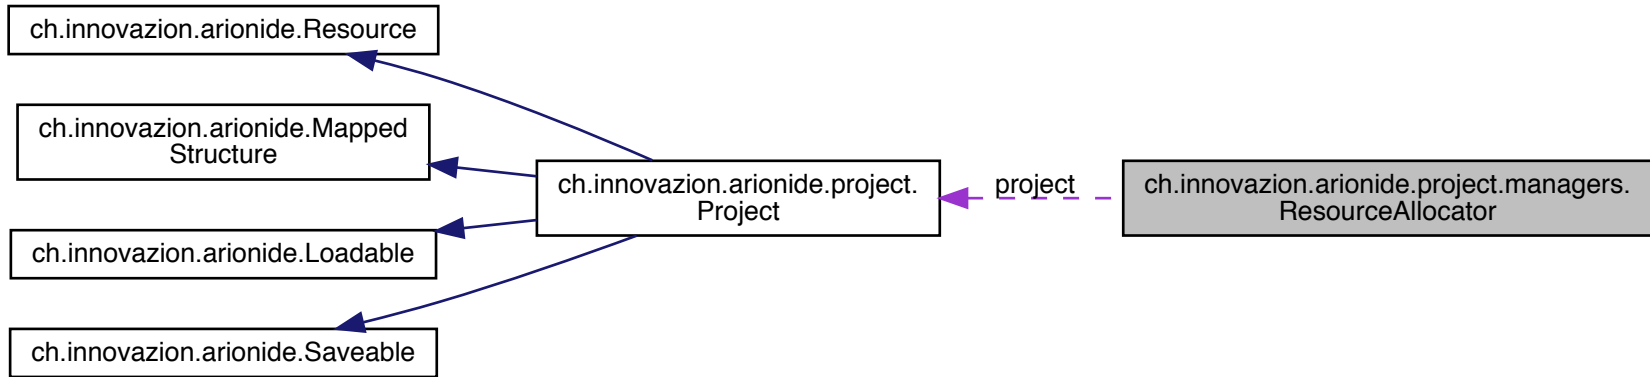 ch.innovazion.arionide.Resource
ch.innovazion.arionide.Mapped
Structure
ch.innovazion.arionide.Loadable
ch.innovazion.arionide.Saveable
ch.innovazion.arionide.project.
Project
project
ch.innovazion.arionide.project.managers.
ResourceAllocator